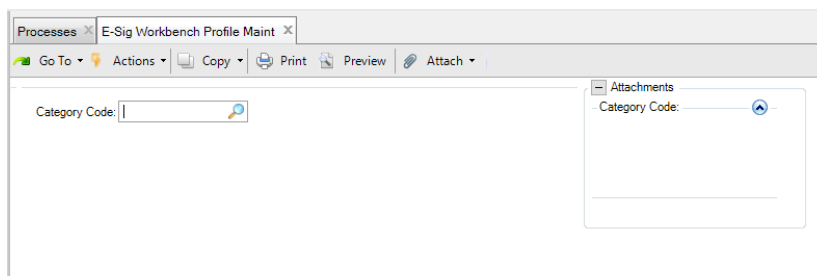 Processes E-Sig Workbench Profile Maint
Go To Actions Copy Print Preview Attach
Attachments
Category Code:
Category Code: